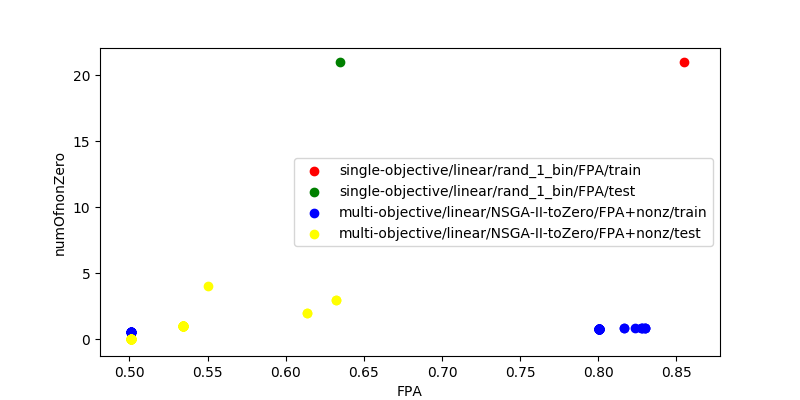 20
15
10
5
0
numOfnonZero
single-objective/linear/rand_1_bin/FPA/train
single-objective/linear/rand_1_bin/FPA/test
multi-objective/linear/NSGA-II-toZero/FPA+nonz/train
multi-objective/linear/NSGA-II-toZero/FPA+nonz/test
0.50 0.55 0.60 0.65 0.70 0.75 0.80 0.85
FPA